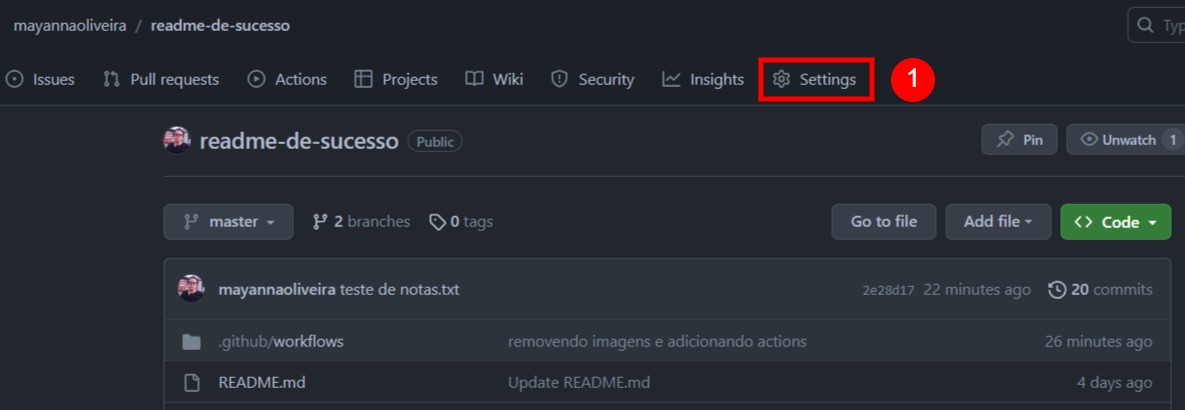 mayannaoliveira / readme-de-sucesso
Typ
Issues Pull requests Actions Projects Wiki Security Insights Settings 1
readme-de-sucesso Public Pin Unwatch 1
master 2 branches 0 tags Go to file Add file Code
mayannaoliveira teste de notas.txt 2e28d17 22 minutes ago 20 commits
.github/workflows removendo imagens e adicionando actions 26 minutes ago
README.md Update README.md 4 days ago